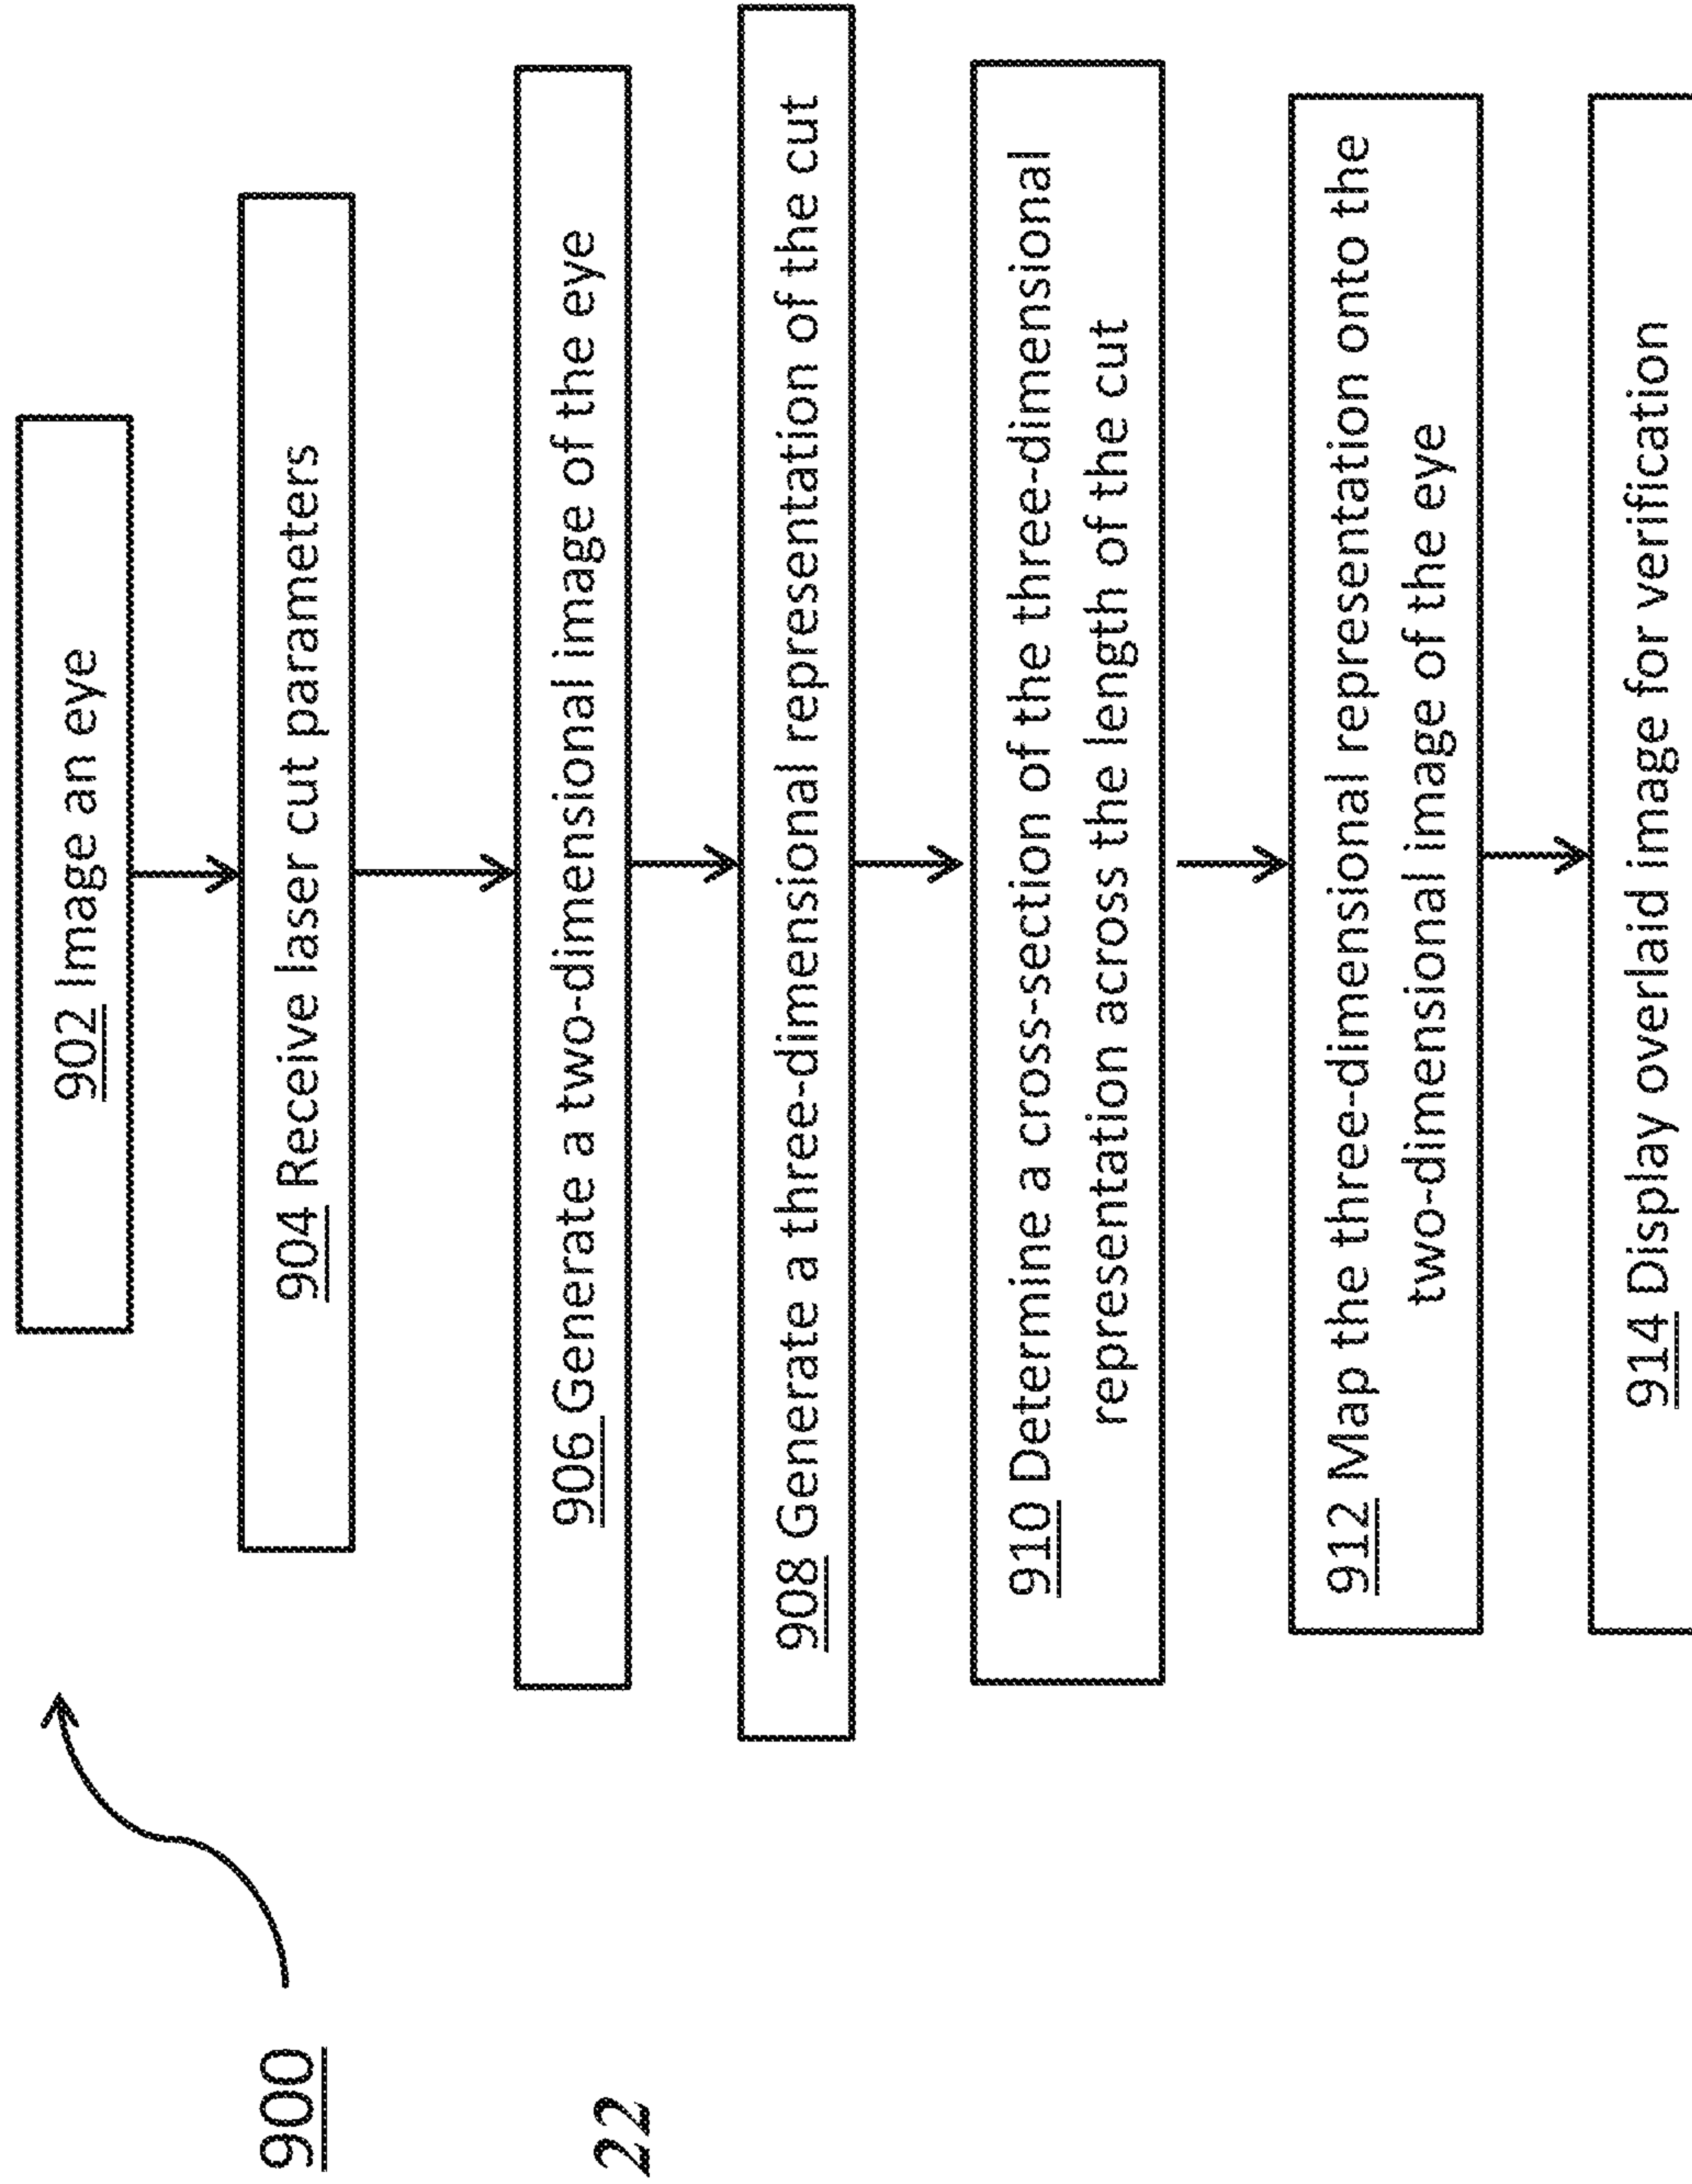 902 Image an eye
904 Receive laser cut parameters
906 Generate a two-dimensional image of the eye
908 Generate a three-dimensional representation of the cut
910 Determine a cross-section of the three-dimensional
representation across the length of the cut
912 Map the three-dimensional representation onto the
two-dimensional image of the eye
914 Display overlaid image for verification
900
22